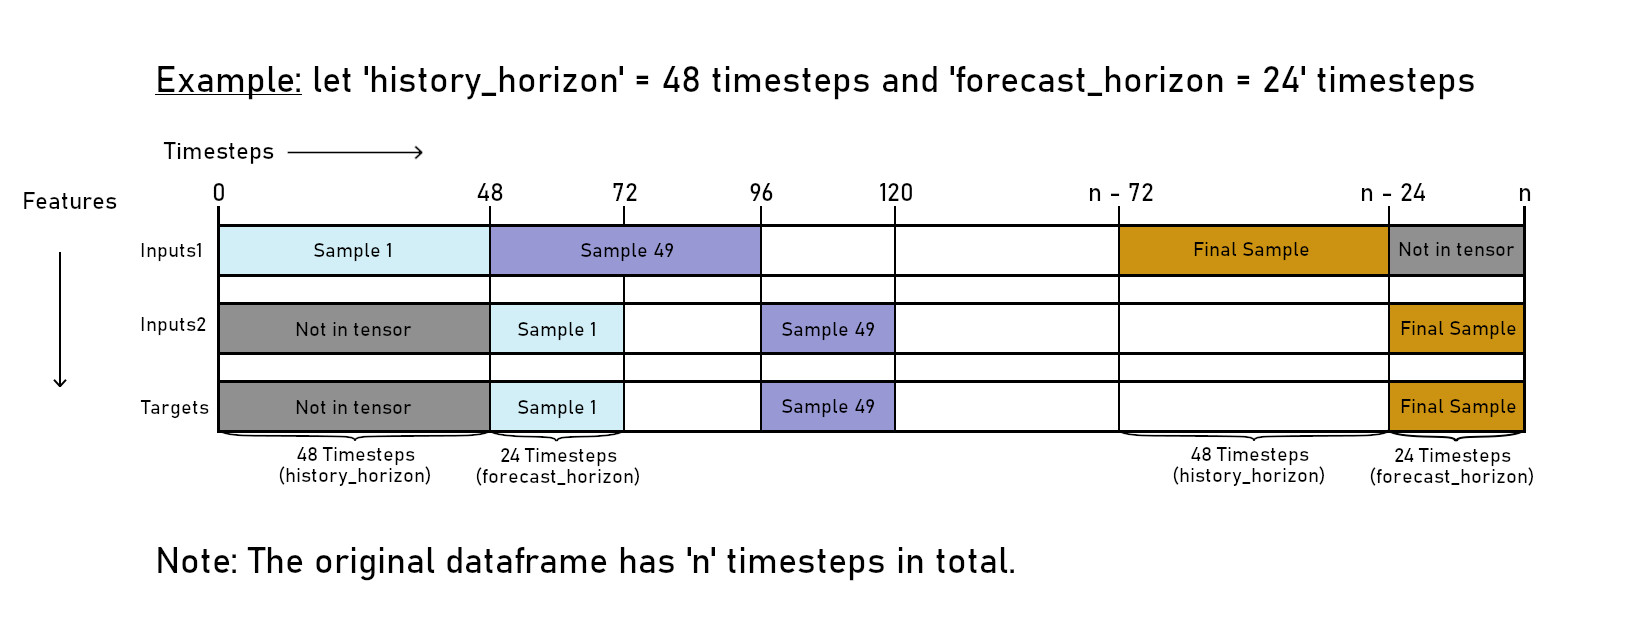 Example: let 'history_horizon' = 48 timesteps and 'forecast_horizon = 24' timesteps
Timesteps
Features
0 48 72 96 120 n - 72 n - 24 n
Inputs1 Sample 1 Sample 49 Final Sample Not in tensor
Inputs2 Not in tensor Sample 1 Sample 49 Final Sample
Targets Not in tensor Sample 1 Sample 49 Final Sample
48 Timesteps 24 Timesteps 48 Timesteps 24 Timesteps
(history_horizon) (forecast_horizon) (history_horizon) (forecast_horizon)
Note: The original dataframe has 'n' timesteps in total.